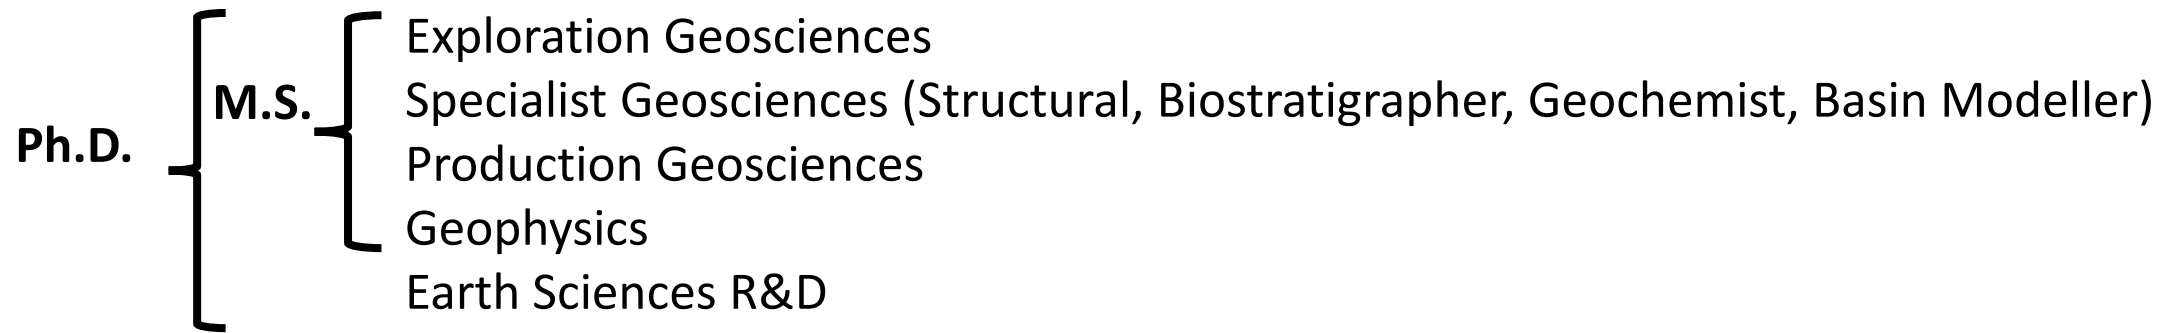 Ph.D.
M.S.
Exploration Geosciences
Specialist Geosciences (Structural, Biostratigrapher, Geochemist, Basin Modeller)
Production Geosciences
Geophysics
Earth Sciences R&D